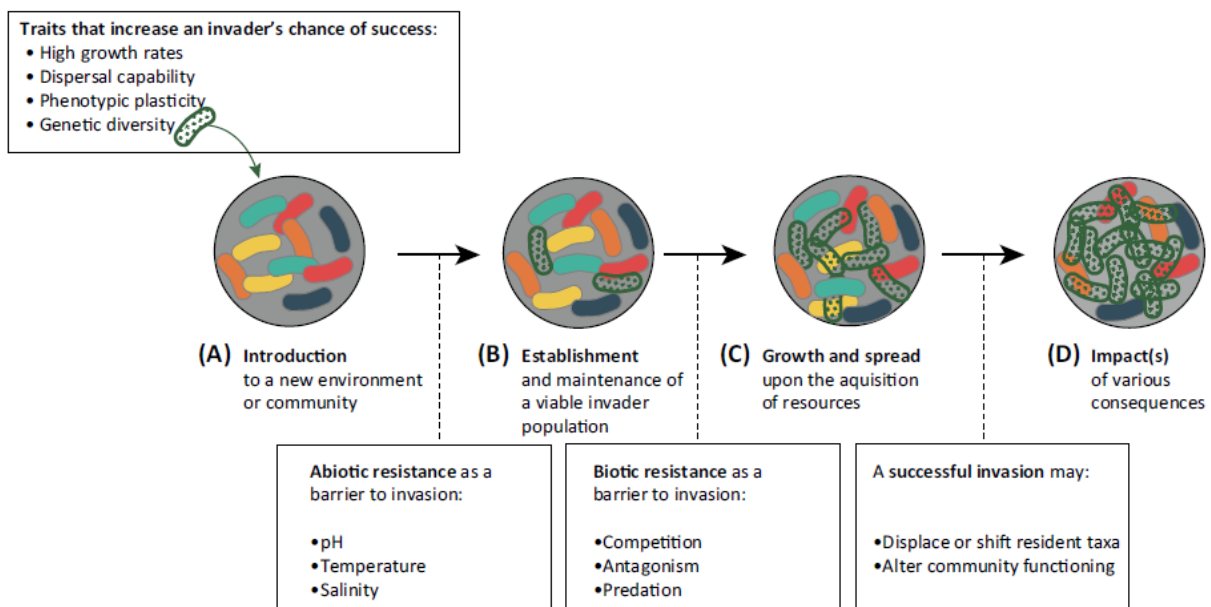 Traits that increase an invader's chance of success:
• High growth rates
• Dispersal capability
• Phenotypic plasticity
• Genetic diversity
(A) Introduction
to a new environment
or community
(B) Establishment
and maintenance of
a viable invader
population
(C) Growth and spread
upon the aquisition
of resources
(D) Impact(s)
of various
consequences
Abiotic resistance as a
barrier to invasion:
•pH
•Temperature
•Salinity
Biotic resistance as a
barrier to invasion:
•Competition
•Antagonism
•Predation
A successful invasion may:
•Displace or shift resident taxa
•Alter community functioning